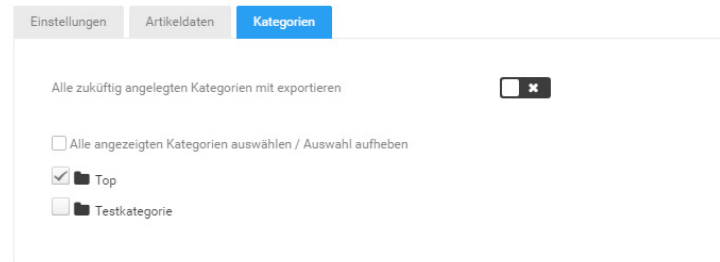 Einstellungen Artikeldaten Kategorien
Alle zuküftig angelegten Kategorien mit exportieren
Alle angezeigten Kategorien auswählen / Auswahl aufheben
Top
Testkategorie